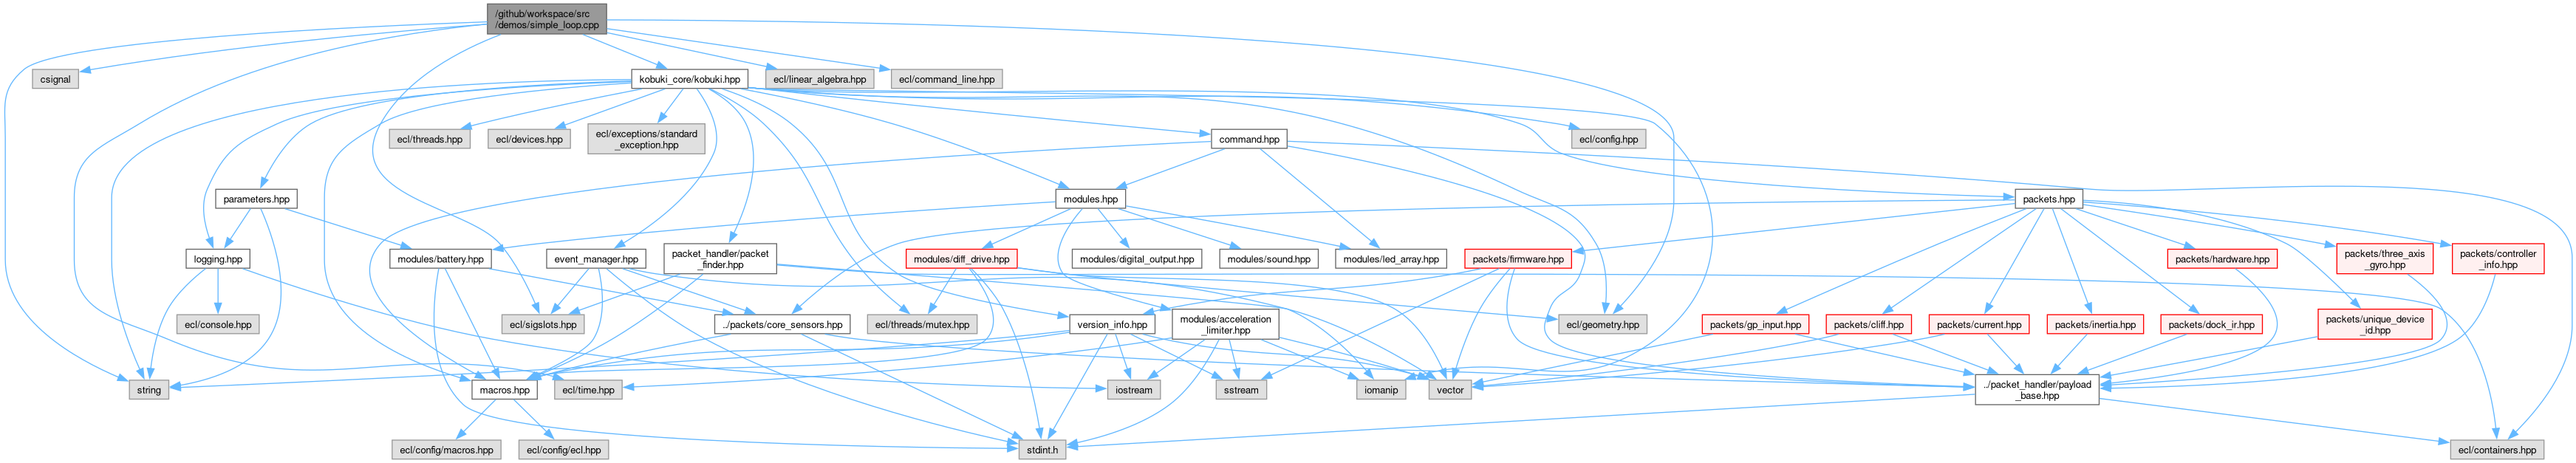 /github/workspace/src
/demos/simple_loop.cpp
csignal
kobuki_core/kobuki.hpp
ecl/linear_algebra.hpp
ecl/command_line.hpp
ecl/threads.hpp
ecl/devices.hpp
ecl/exceptions/standard
_exception.hpp
command.hpp
ecl/config.hpp
parameters.hpp
modules.hpp
packets.hpp
logging.hpp
modules/battery.hpp
event_manager.hpp
packet_handler/packet
_finder.hpp
modules/diff_drive.hpp
modules/digital_output.hpp
modules/sound.hpp
modules/led_array.hpp
packets/firmware.hpp
packets/hardware.hpp
packets/three_axis
_gyro.hpp
packets/controller
_info.hpp
ecl/console.hpp
ecl/sigslots.hpp
../packets/core_sensors.hpp
ecl/threads/mutex.hpp
version_info.hpp
modules/acceleration
_limiter.hpp
ecl/geometry.hpp
packets/gp_input.hpp
packets/cliff.hpp
packets/current.hpp
packets/inertia.hpp
packets/dock_ir.hpp
packets/unique_device
_id.hpp
string
macros.hpp
ecl/time.hpp
iostream
sstream
iomanip
vector
../packet_handler/payload
_base.hpp
ecl/config/macros.hpp
ecl/config/ecl.hpp
stdint.h
ecl/containers.hpp